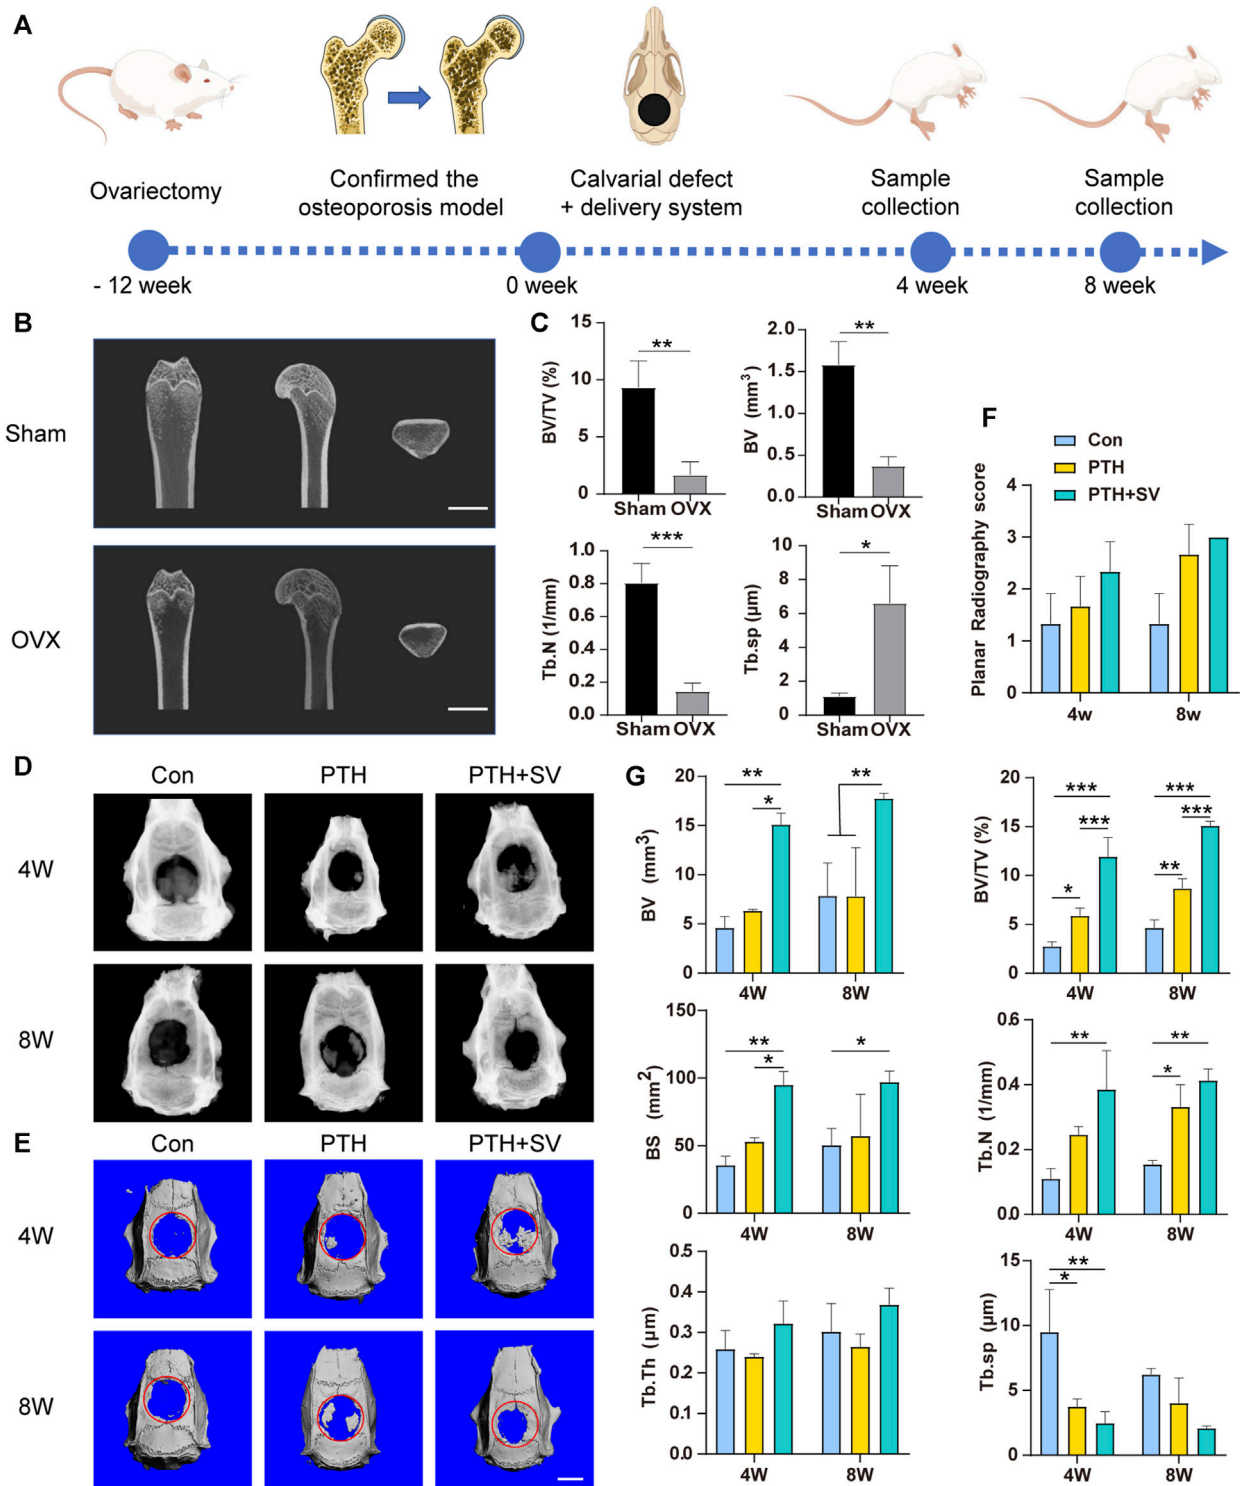 A
Ovariectomy
Confirmed the
osteoporosis model
Calvarial defect
+ delivery system
Sample
collection
Sample
collection
- 12 week
0 week
4 week
8 week
B
Sham
OVX
C
15
10
5
0
BV/TV (%)
**
Sham OVX
2.0
1.5
1.0
0.5
0.0
BV (mm³)
**
Sham OVX
1.0
0.8
0.6
0.4
0.2
0.0
Tb.N (1/mm)
***
Sham OVX
10
8
6
4
2
0
Tb.sp (μm)
*
Sham OVX
F
Con
PTH
PTH+SV
4
3
2
1
0
Planar Radiography score
4w
8w
D
Con
PTH
PTH+SV
4W
8W
E
Con
PTH
PTH+SV
4W
8W
G
20
15
10
5
0
BV (mm³)
**
*
**
4W
8W
20
15
10
5
0
BV/TV (%)
***
***
*
***
***
**
4W
8W
150
100
50
0
BS (mm²)
**
*
*
4W
8W
0.6
0.4
0.2
0.0
Tb.N (1/mm)
**
**
*
4W
8W
0.5
0.4
0.3
0.2
0.1
0.0
Tb.Th (μm)
4W
8W
15
10
5
0
Tb.sp (μm)
**
*
4W
8W